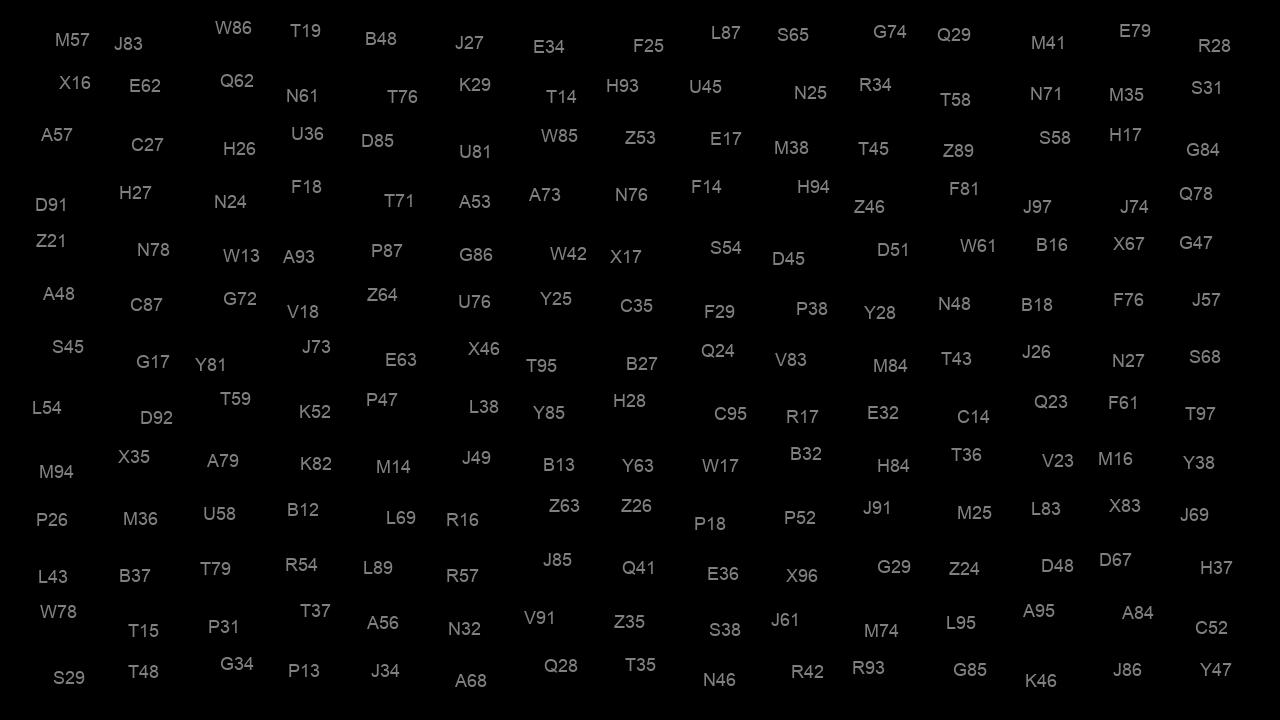 M57 J83 W86 T19 B48 J27 E34 F25 L87 S65 G74 Q29 M41 E79 R28
X16 E62 Q62 N61 T76 K29 T14 H93 U45 N25 R34 T58 N71 M35 S31
A57 C27 H26 U36 D85 U81 W85 Z53 E17 M38 T45 Z89 S58 H17 G84
D91 H27 N24 F18 T71 A53 A73 N76 F14 H94 Z46 F81 J97 J74 Q78
Z21 N78 W13 A93 P87 G86 W42 X17 S54 D45 D51 W61 B16 X67 G47
A48 C87 G72 V18 Z64 U76 Y25 C35 F29 P38 Y28 N48 B18 F76 J57
S45 G17 Y81 J73 E63 X46 T95 B27 Q24 V83 M84 T43 J26 N27 S68
L54 D92 T59 K52 P47 L38 Y85 H28 C95 R17 E32 C14 Q23 F61 T97
M94 X35 A79 K82 M14 J49 B13 Y63 W17 B32 H84 T36 V23 M16 Y38
P26 M36 U58 B12 L69 R16 Z63 Z26 P18 P52 J91 M25 L83 X83 J69
L43 B37 T79 R54 L89 R57 J85 Q41 E36 X96 G29 Z24 D48 D67 H37
W78 T15 P31 T37 A56 N32 V91 Z35 S38 J61 M74 L95 A95 A84 C52
S29 T48 G34 P13 J34 A68 Q28 T35 N46 R42 R93 G85 K46 J86 Y47